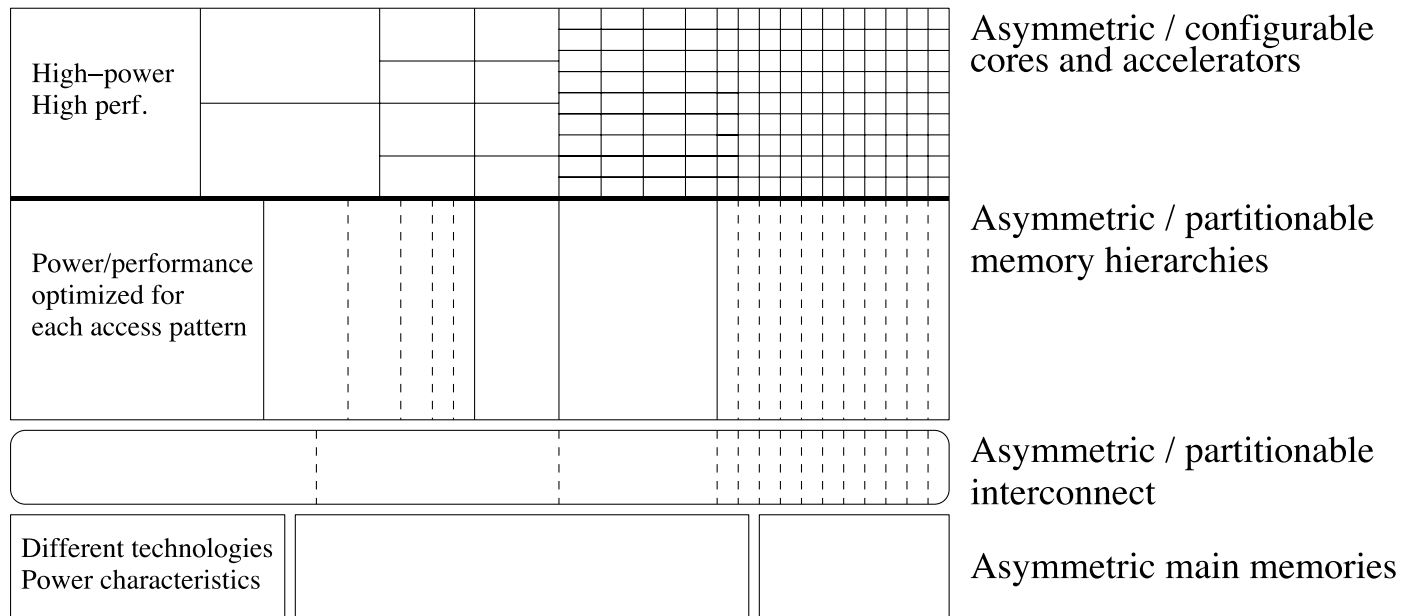 High−power
High perf.
Asymmetric / configurable
cores and accelerators
Power/performance
optimized for
each access pattern
Asymmetric / partitionable
memory hierarchies
Asymmetric / partitionable
interconnect
Different technologies
Power characteristics
Asymmetric main memories